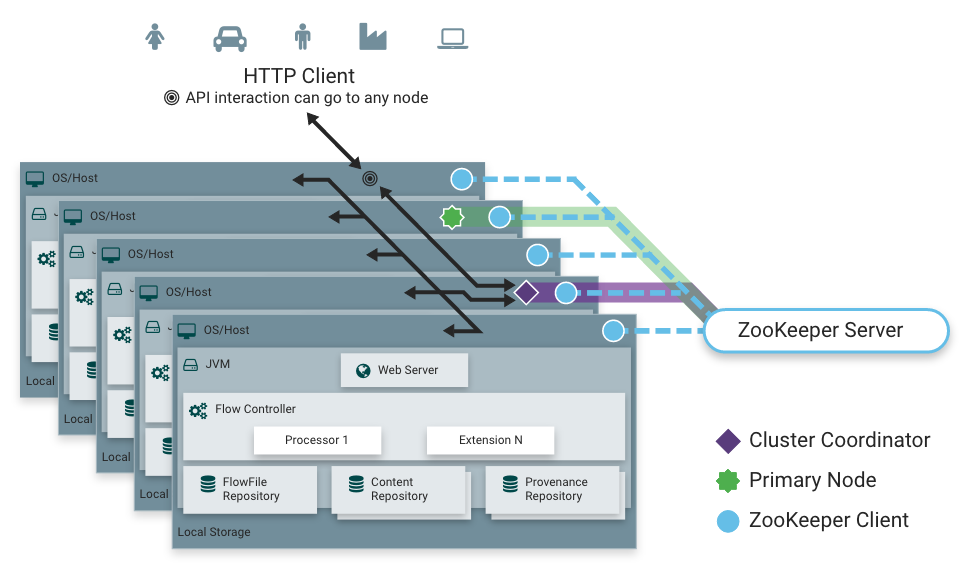 HTTP Client
API interaction can go to any node
OS/Host
OS/Host
OS/Host
OS/Host
OS/Host
ZooKeeper Server
JVM
Web Server
Flow Controller
Processor 1
Extension N
FlowFile
Repository
Content
Repository
Provenance
Repository
Local Storage
Local
Local
Local
Local
Cluster Coordinator
Primary Node
ZooKeeper Client